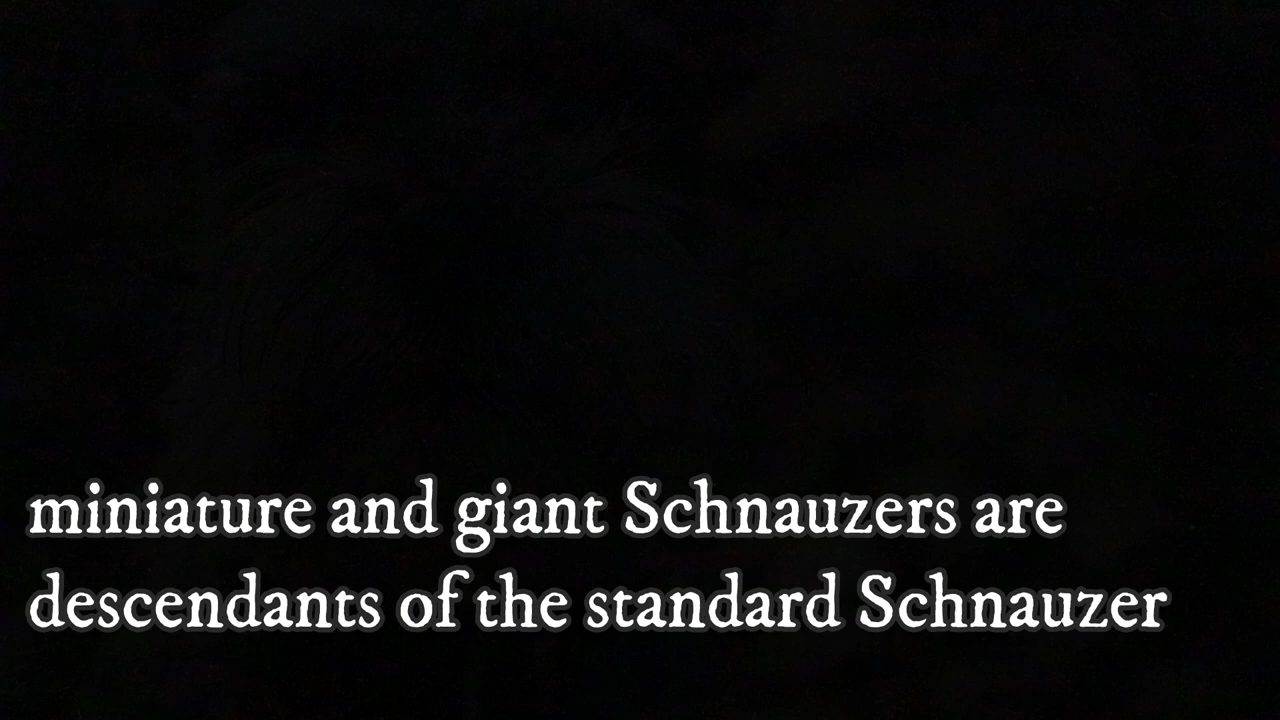 miniature and giant Schnauzers are
descendants of the standard Schnauzer